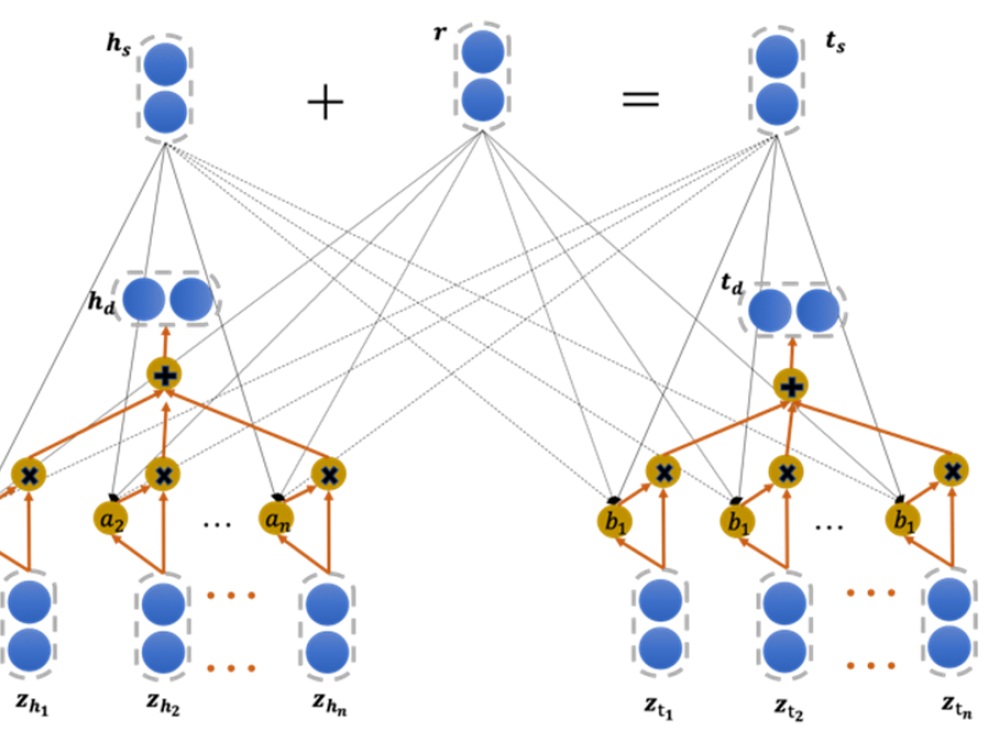 h_s + r = t_s
h_d t_d
+ +
× × × × × ×
a_2 ... a_n b_1 b_1 ... b_1
z_{h_1} z_{h_2} z_{h_n} z_{t_1} z_{t_2} z_{t_n}